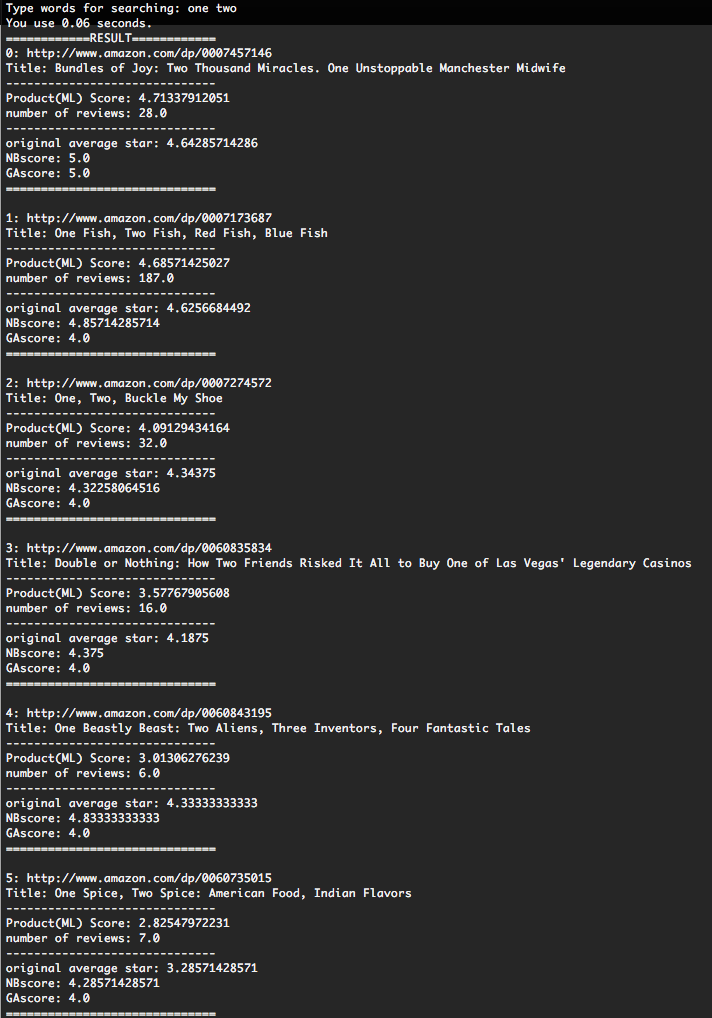 Type words for searching: one two
You use 0.06 seconds.
============RESULT============
0: http://www.amazon.com/dp/0007457146
Title: Bundles of Joy: Two Thousand Miracles. One Unstoppable Manchester Midwife
------------------------------
Product(ML) Score: 4.71337912051
number of reviews: 28.0
------------------------------
original average star: 4.64285714286
NBscore: 5.0
GAscore: 5.0
==============================
1: http://www.amazon.com/dp/0007173687
Title: One Fish, Two Fish, Red Fish, Blue Fish
------------------------------
Product(ML) Score: 4.68571425027
number of reviews: 187.0
------------------------------
original average star: 4.6256684492
NBscore: 4.85714285714
GAscore: 4.0
==============================
2: http://www.amazon.com/dp/0007274572
Title: One, Two, Buckle My Shoe
------------------------------
Product(ML) Score: 4.09129434164
number of reviews: 32.0
------------------------------
original average star: 4.34375
NBscore: 4.32258064516
GAscore: 4.0
==============================
3: http://www.amazon.com/dp/0060835834
Title: Double or Nothing: How Two Friends Risked It All to Buy One of Las Vegas' Legendary Casinos
------------------------------
Product(ML) Score: 3.57767905608
number of reviews: 16.0
------------------------------
original average star: 4.1875
NBscore: 4.375
GAscore: 4.0
==============================
4: http://www.amazon.com/dp/0060843195
Title: One Beastly Beast: Two Aliens, Three Inventors, Four Fantastic Tales
------------------------------
Product(ML) Score: 3.01306276239
number of reviews: 6.0
------------------------------
original average star: 4.33333333333
NBscore: 4.83333333333
GAscore: 4.0
==============================
5: http://www.amazon.com/dp/0060735015
Title: One Spice, Two Spice: American Food, Indian Flavors
------------------------------
Product(ML) Score: 2.82547972231
number of reviews: 7.0
------------------------------
original average star: 3.28571428571
NBscore: 4.28571428571
GAscore: 4.0
==============================